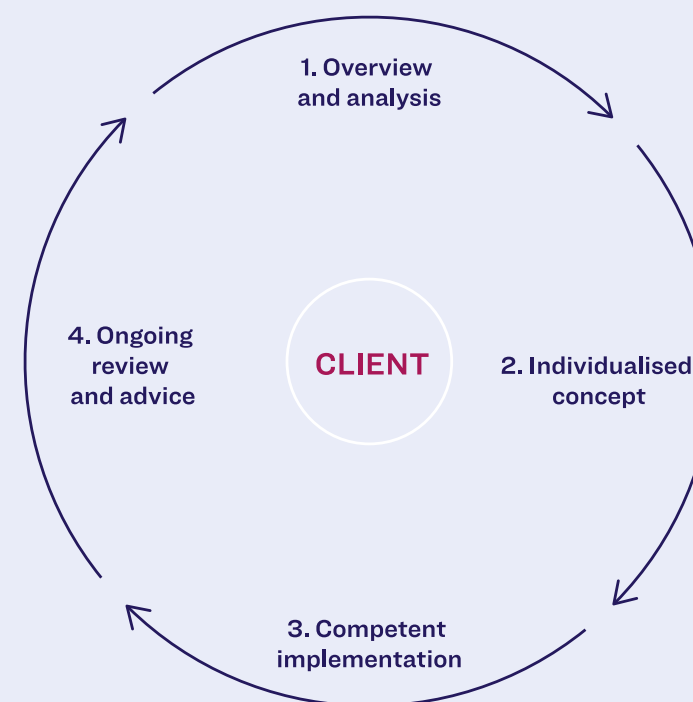 1. Overview
and analysis
2. Individualised
concept
3. Competent
implementation
4. Ongoing
review
and advice
CLIENT